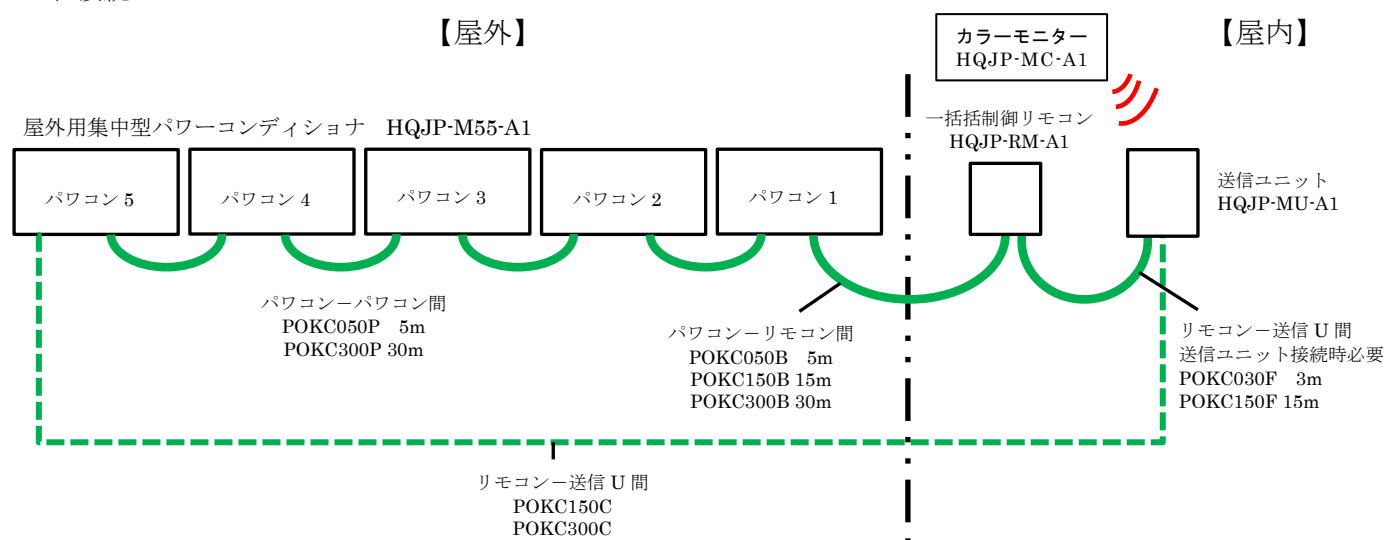 【屋外】
カラーモニター
HQJP-MC-A1
【屋内】
屋外用集中型パワーコンディショナ HQJP-M55-A1
一括括制御リモコン
HQJP-RM-A1
パワコン 5
パワコン 4
パワコン 3
パワコン 2
パワコン 1
送信ユニット
HQJP-MU-A1
パワコン－パワコン間
POKC050P 5m
POKC300P 30m
パワコン－リモコン間
POKC050B 5m
POKC150B 15m
POKC300B 30m
リモコン－送信 U 間
送信ユニット接続時必要
POKC030F 3m
POKC150F 15m
リモコン－送信 U 間
POKC150C
POKC300C